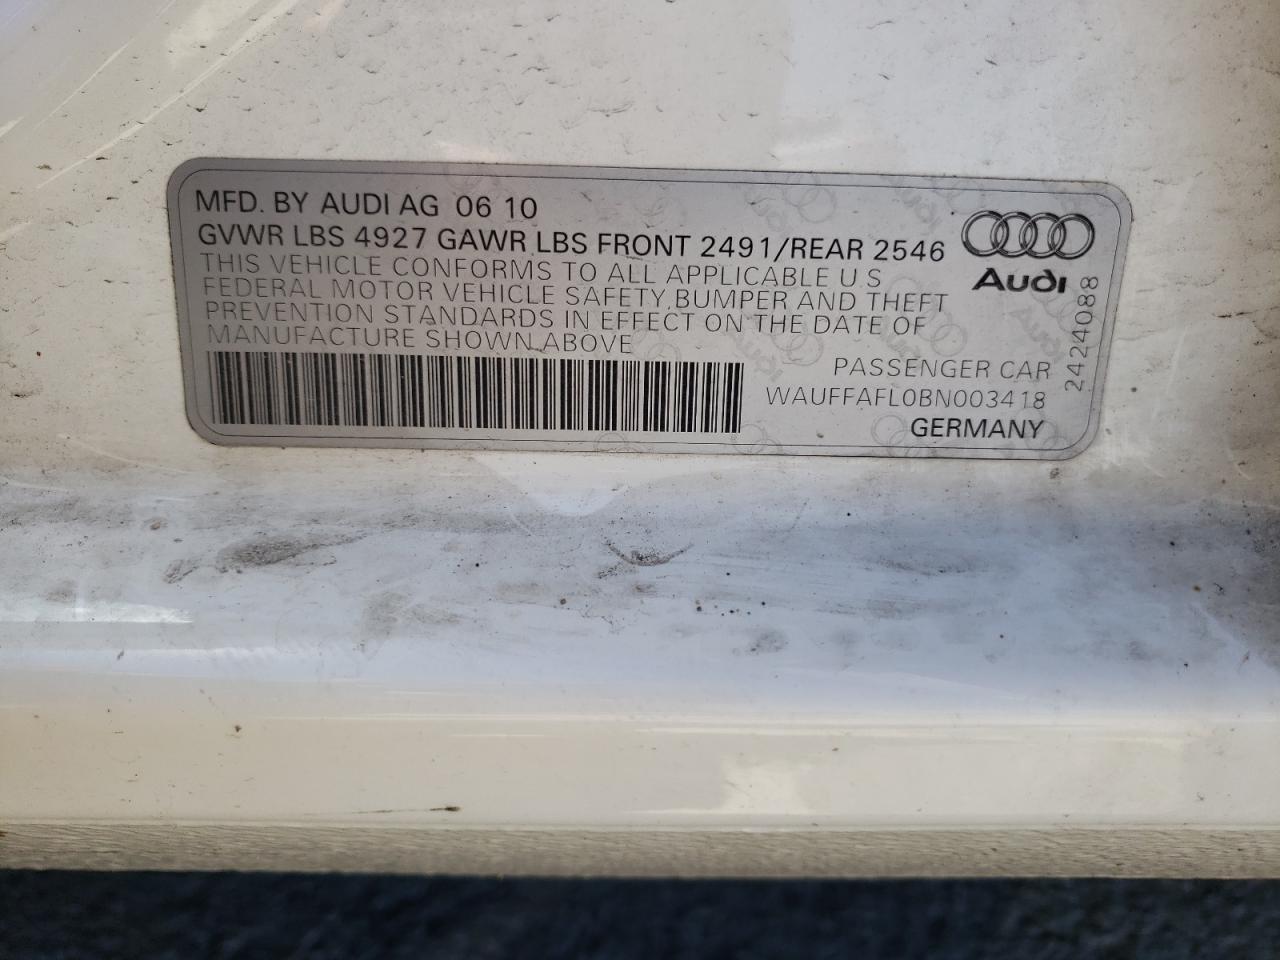 MFD. BY AUDI AG 06 10
GVWR LBS 4927 GAWR LBS FRONT 2491/REAR 2546
THIS VEHICLE CONFORMS TO ALL APPLICABLE U S
FEDERAL MOTOR VEHICLE SAFETY, BUMPER AND THEFT
PREVENTION STANDARDS IN EFFECT ON THE DATE OF
MANUFACTURE SHOWN ABOVE
Audi
PASSENGER CAR
WAUFFAFL0BN003418
GERMANY
2424088